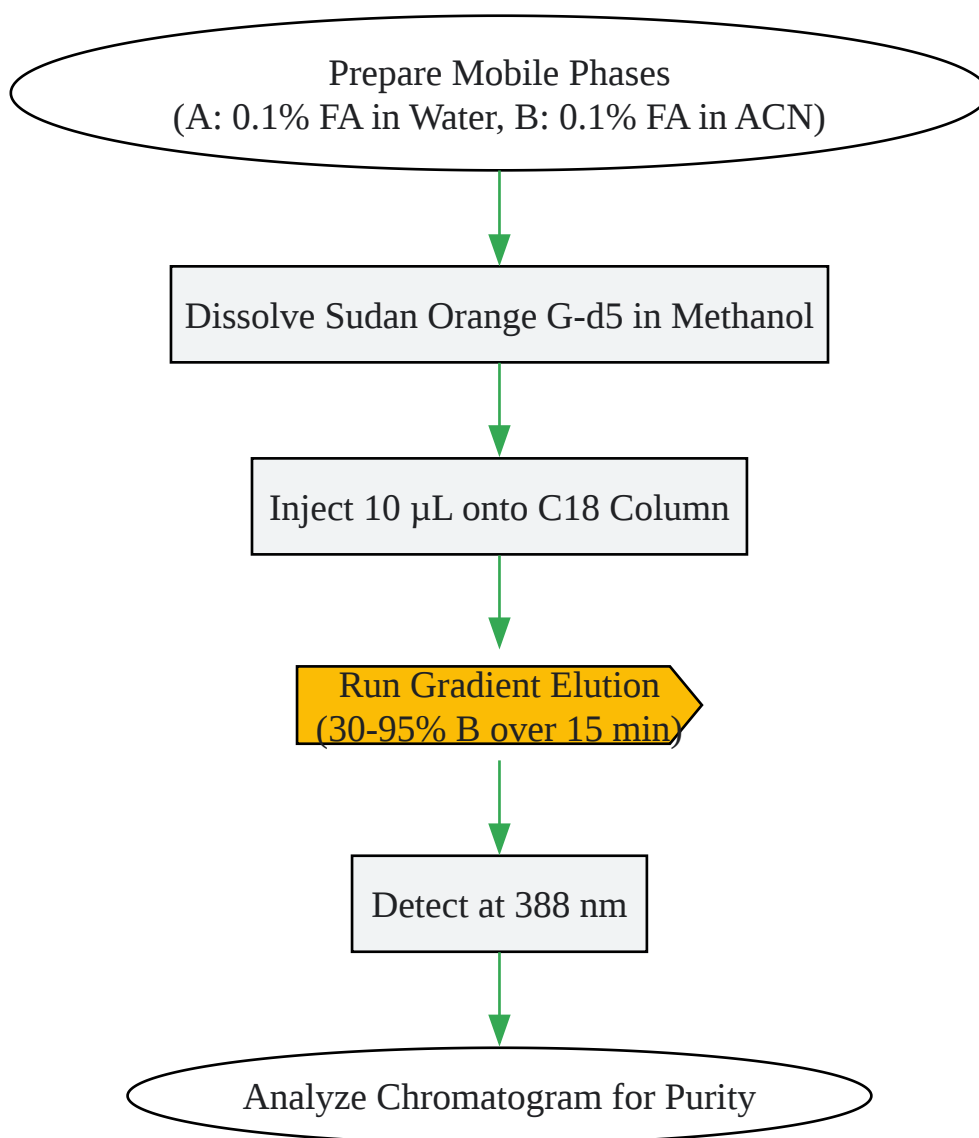 Prepare Mobile Phases
(A: 0.1% FA in Water, B: 0.1% FA in ACN)
Dissolve Sudan Orange G-d5 in Methanol
Inject 10 µL onto C18 Column
Run Gradient Elution
(30-95% B over 15 min)
Detect at 388 nm
Analyze Chromatogram for Purity